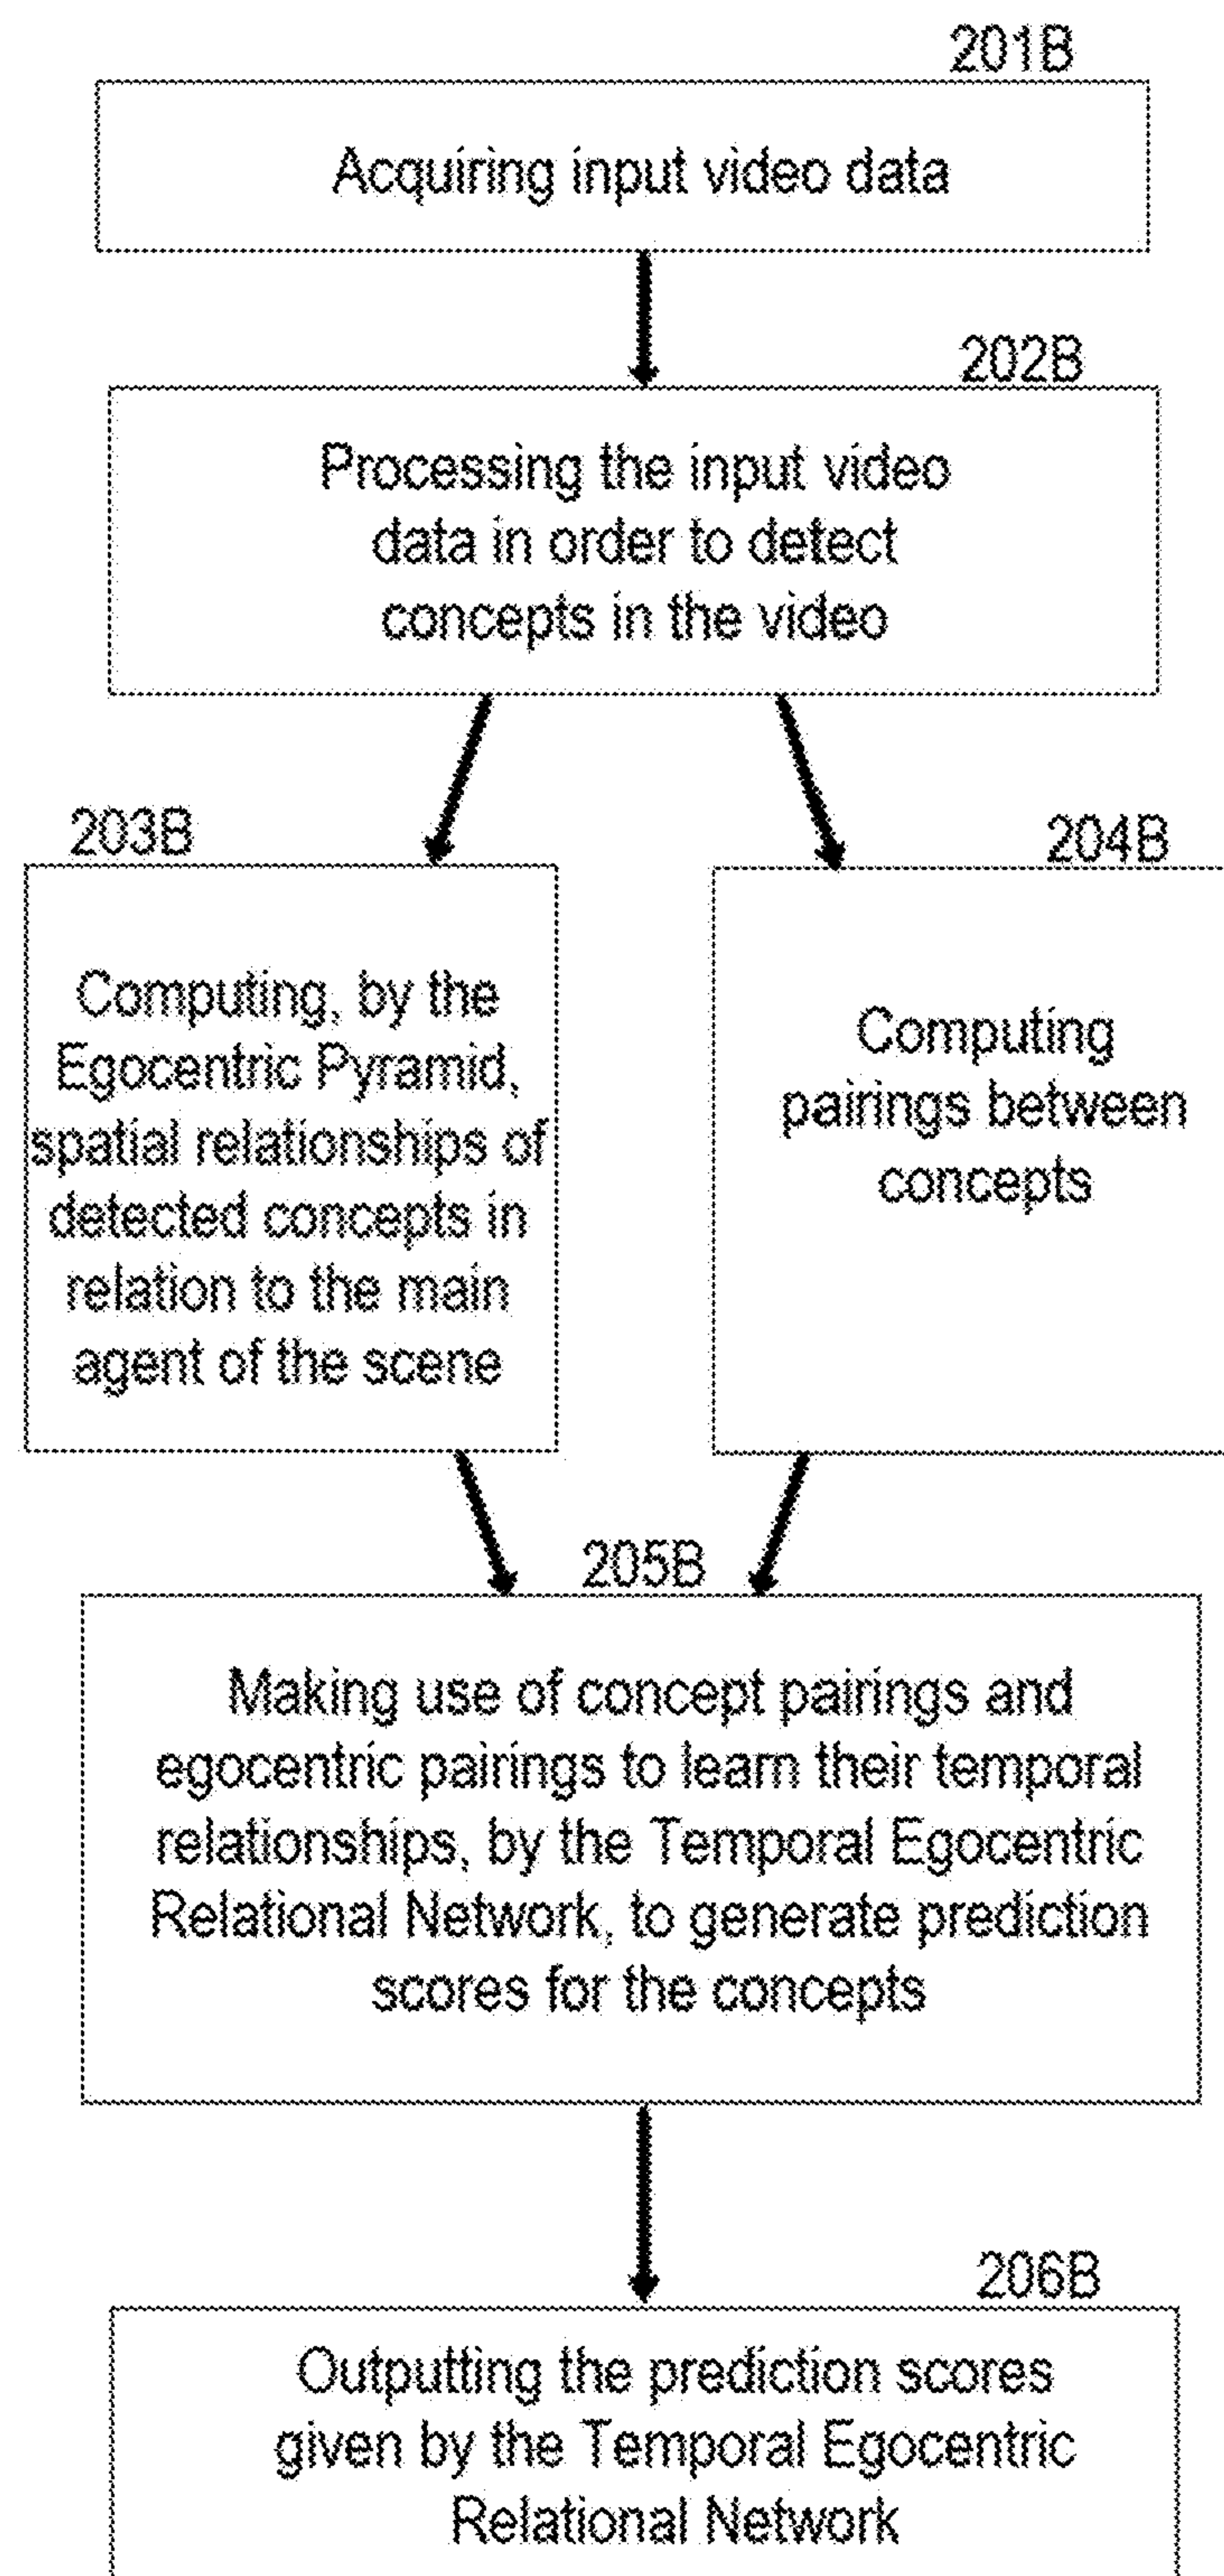 201B
Acquiring input video data
202B
Processing the input video
data in order to detect
concepts in the video
203B
Computing, by the
Egocentric Pyramid,
spatial relationships of
detected concepts in
relation to the main
agent of the scene
204B
Computing
pairings between
concepts
205B
Making use of concept pairings and
egocentric pairings to learn their temporal
relationships, by the Temporal Egocentric
Relational Network, to generate prediction
scores for the concepts
206B
Outputting the prediction scores
given by the Temporal Egocentric
Relational Network